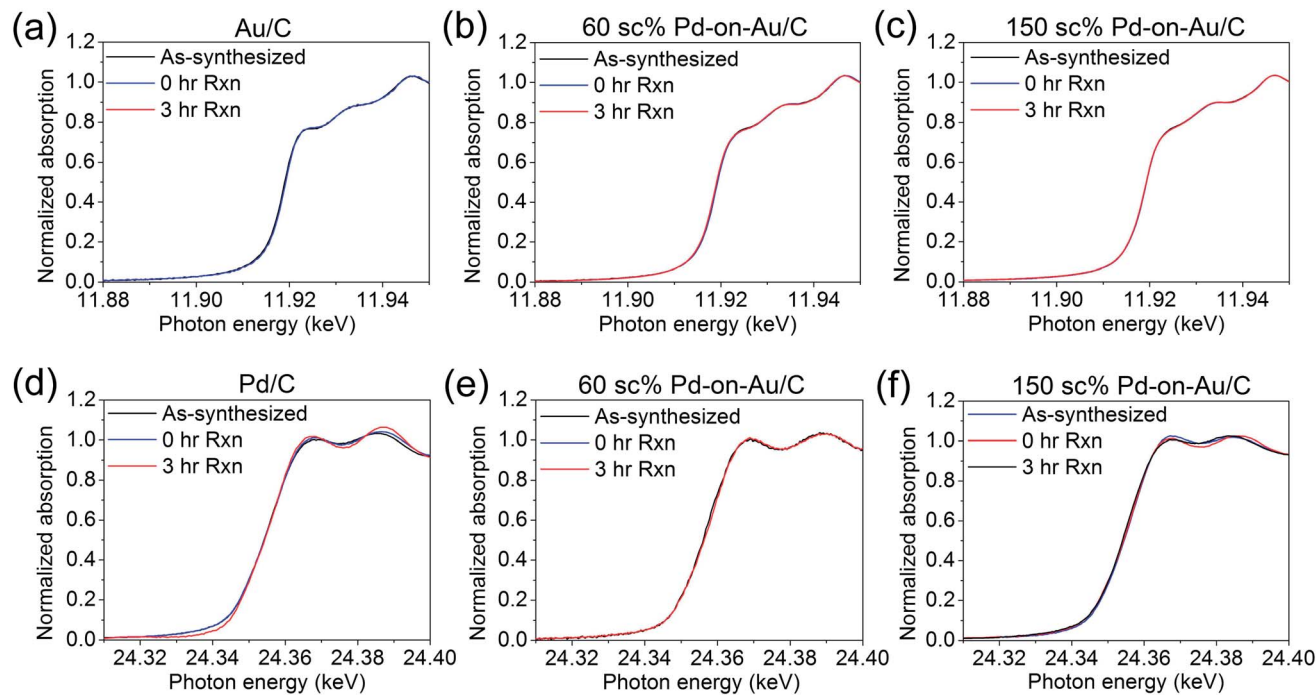 (a)
Au/C
1.2
1.0
0.8
0.6
0.4
0.2
0.0
Normalized absorption
As-synthesized
0 hr Rxn
3 hr Rxn
11.88
11.90
11.92
11.94
Photon energy (keV)
(b)
60 sc% Pd-on-Au/C
1.2
1.0
0.8
0.6
0.4
0.2
0.0
Normalized absorption
As-synthesized
0 hr Rxn
3 hr Rxn
11.88
11.90
11.92
11.94
Photon energy (keV)
(c)
150 sc% Pd-on-Au/C
1.2
1.0
0.8
0.6
0.4
0.2
0.0
Normalized absorption
As-synthesized
0 hr Rxn
3 hr Rxn
11.88
11.90
11.92
11.94
Photon energy (keV)
(d)
Pd/C
1.2
1.0
0.8
0.6
0.4
0.2
0.0
Normalized absorption
As-synthesized
0 hr Rxn
3 hr Rxn
24.32
24.34
24.36
24.38
24.40
Photon energy (keV)
(e)
60 sc% Pd-on-Au/C
1.2
1.0
0.8
0.6
0.4
0.2
0.0
Normalized absorption
As-synthesized
0 hr Rxn
3 hr Rxn
24.32
24.34
24.36
24.38
24.40
Photon energy (keV)
(f)
150 sc% Pd-on-Au/C
1.2
1.0
0.8
0.6
0.4
0.2
0.0
Normalized absorption
As-synthesized
0 hr Rxn
3 hr Rxn
24.32
24.34
24.36
24.38
24.40
Photon energy (keV)